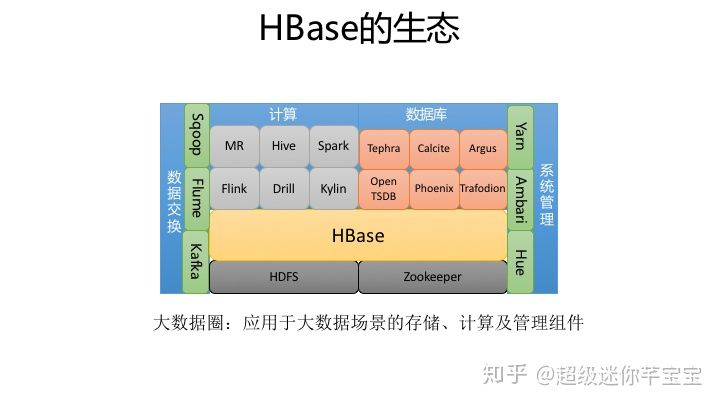 HBase的生态
计算
数据库
数据交换
Sqoop
Flume
Kafka
MR
Hive
Spark
Flink
Drill
Kylin
Tephra
Calcite
Argus
Open
TSDB
Phoenix
Trafodion
Yarn
Ambari
Hue
系统管理
HBase
HDFS
Zookeeper
大数据圈：应用于大数据场景的存储、计算及管理组件
知乎 @超级迷你芊宝宝